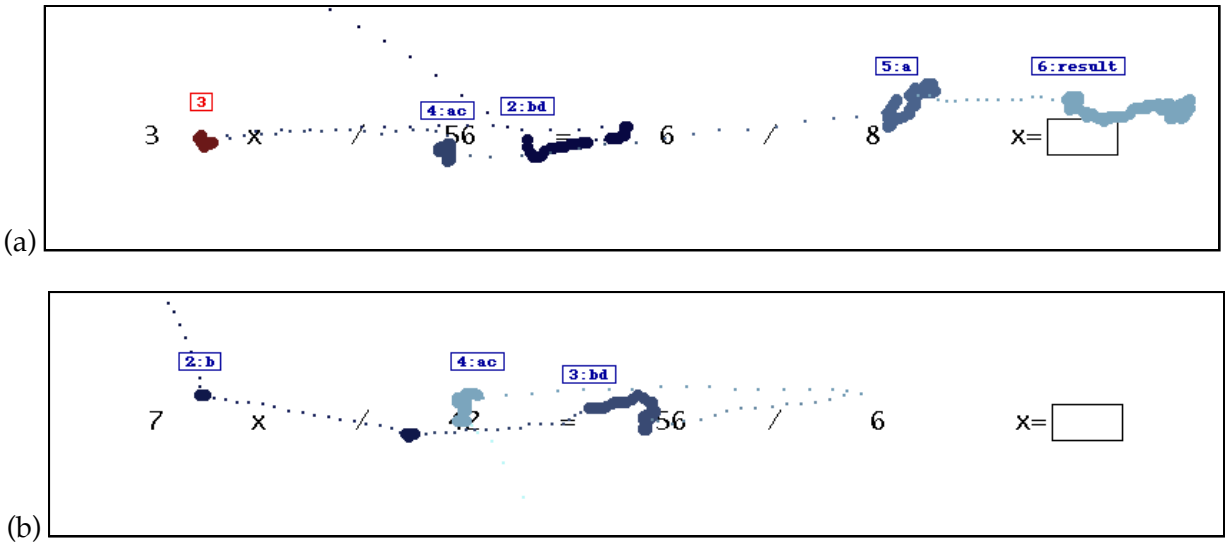 3 4:ac 2:bd 5:a 6:result
3 x / 56 = 6 / 8 x=
(a)
2:b 4:ac 3:bd
7 x / 42 = 56 / 6 x=
(b)